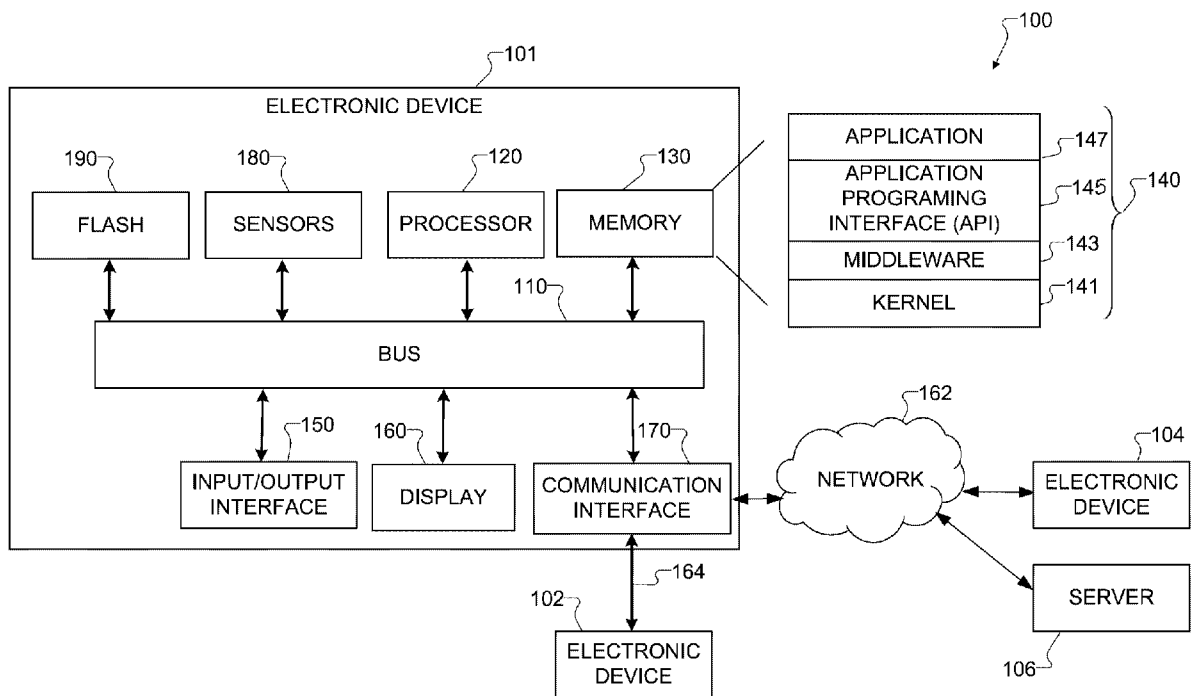 100
101
ELECTRONIC DEVICE
190
180
120
130
FLASH
SENSORS
PROCESSOR
MEMORY
APPLICATION
147
APPLICATION
PROGRAMING
INTERFACE (API)
145
140
MIDDLEWARE
143
KERNEL
141
110
BUS
150
160
170
INPUT/OUTPUT
INTERFACE
DISPLAY
COMMUNICATION
INTERFACE
162
NETWORK
104
ELECTRONIC
DEVICE
164
102
ELECTRONIC
DEVICE
SERVER
106